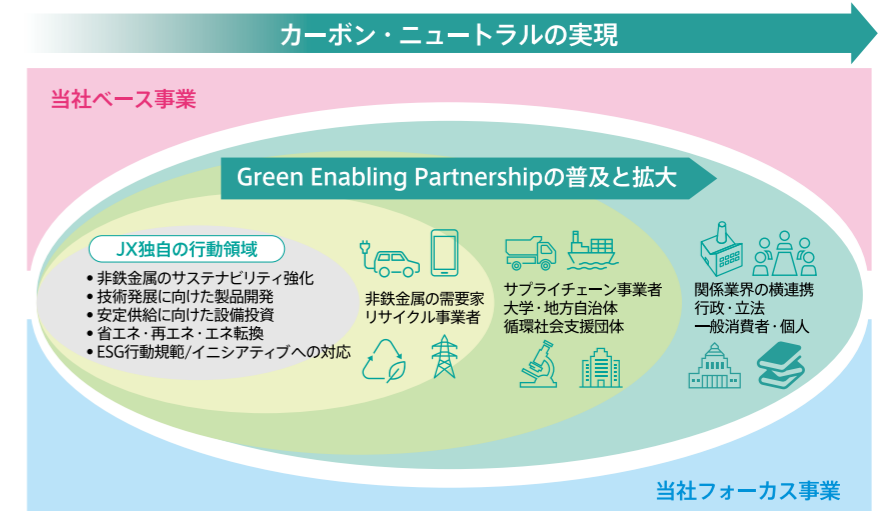 カーボン・ニュートラルの実現
当社ベース事業
Green Enabling Partnershipの普及と拡大
JX独自の行動領域
• 非鉄金属のサステナビリティ強化
• 技術発展に向けた製品開発
• 安定供給に向けた設備投資
• 省エネ・再エネ・エネ転換
• ESG行動規範/イニシアティブへの対応
非鉄金属の需要家
リサイクル事業者
サプライチェーン事業者
大学・地方自治体
循環社会支援団体
関係業界の横連携
行政・立法
一般消費者・個人
当社フォーカス事業